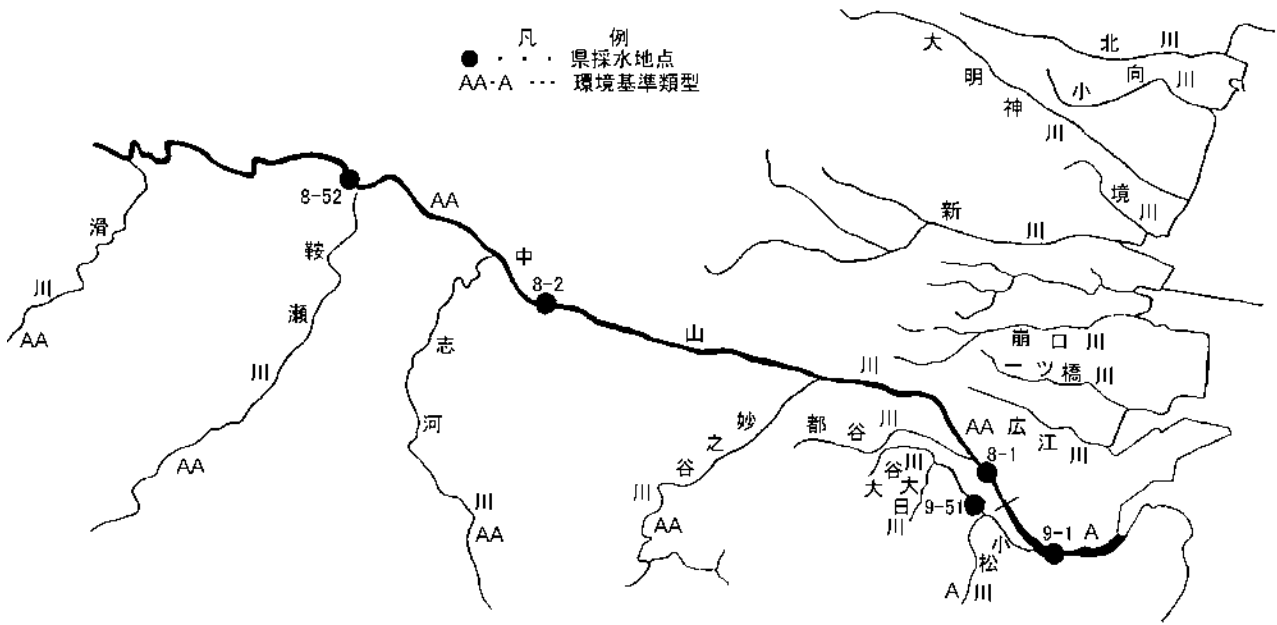 凡 例
● ・ ・ ・ 県採水地点
AA・A ・・・ 環境基準類型
北川
小向川
大明神川
境川
新川
崩口川
一ツ橋川
広江川
中山川
AA
AA
A
8-52
8-2
8-1
9-51
9-1
滑川
AA
鞍瀬川
AA
志河川
AA
妙之谷川
AA
都谷川
大谷川
大日川
小松川
A